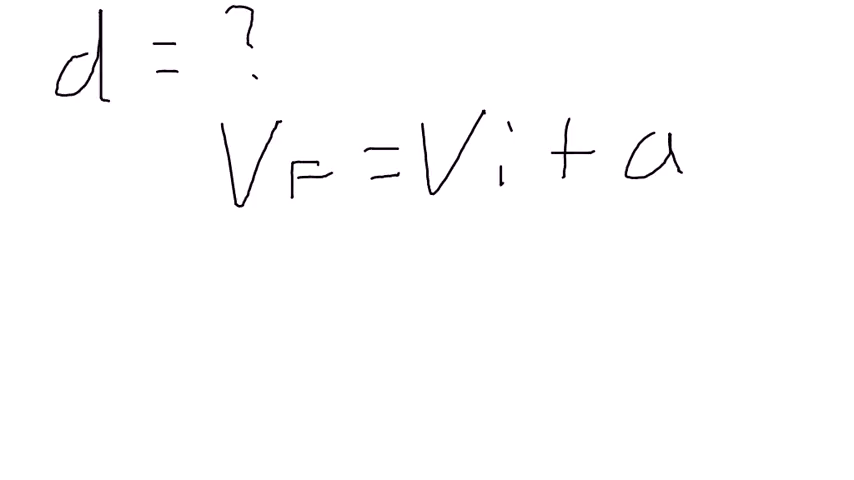 d = ?
VF = Vi + a